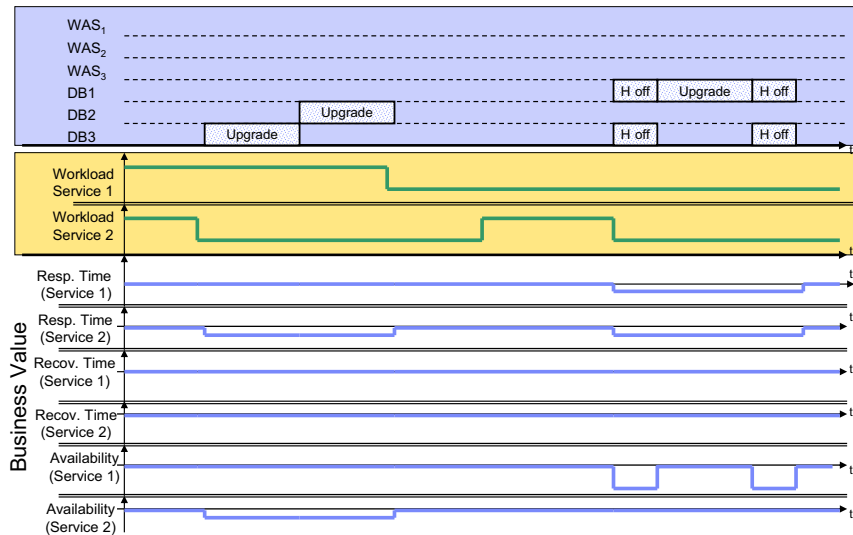 WAS1
WAS2
WAS3
DB1 H off Upgrade H off
DB2 Upgrade
DB3 Upgrade H off H off
t
Workload
Service 1
Workload
Service 2
t
Resp. Time
(Service 1)
t
Resp. Time
(Service 2)
t
Recov. Time
(Service 1)
t
Recov. Time
(Service 2)
t
Availability
(Service 1)
t
Availability
(Service 2)
t
Business Value